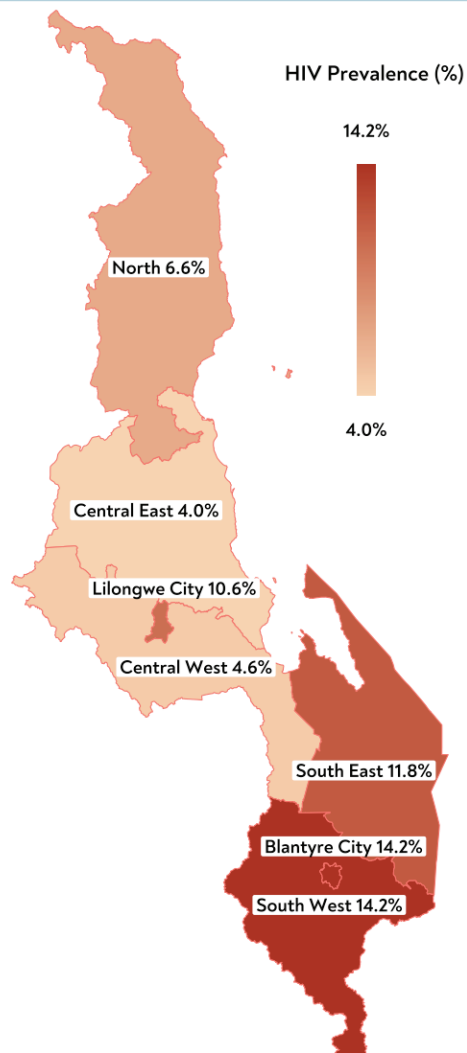 HIV Prevalence (%)
14.2%
North 6.6%
4.0%
Central East 4.0%
Lilongwe City 10.6%
Central West 4.6%
South East 11.8%
Blantyre City 14.2%
South West 14.2%